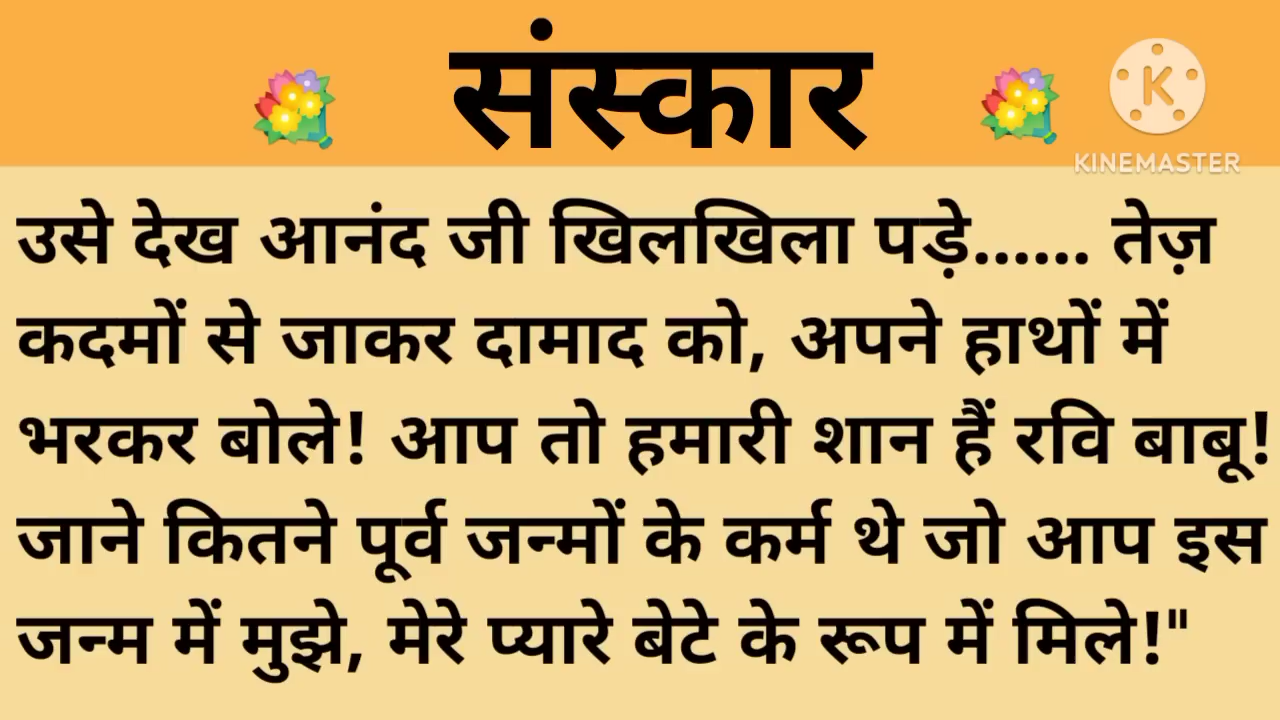 संस्कार
KINEMASTER
उसे देख आनंद जी खिलखिला पड़े...... तेज़
कदमों से जाकर दामाद को, अपने हाथों में
भरकर बोले! आप तो हमारी शान हैं रवि बाबू!
जाने कितने पूर्व जन्मों के कर्म थे जो आप इस
जन्म में मुझे, मेरे प्यारे बेटे के रूप में मिले!"